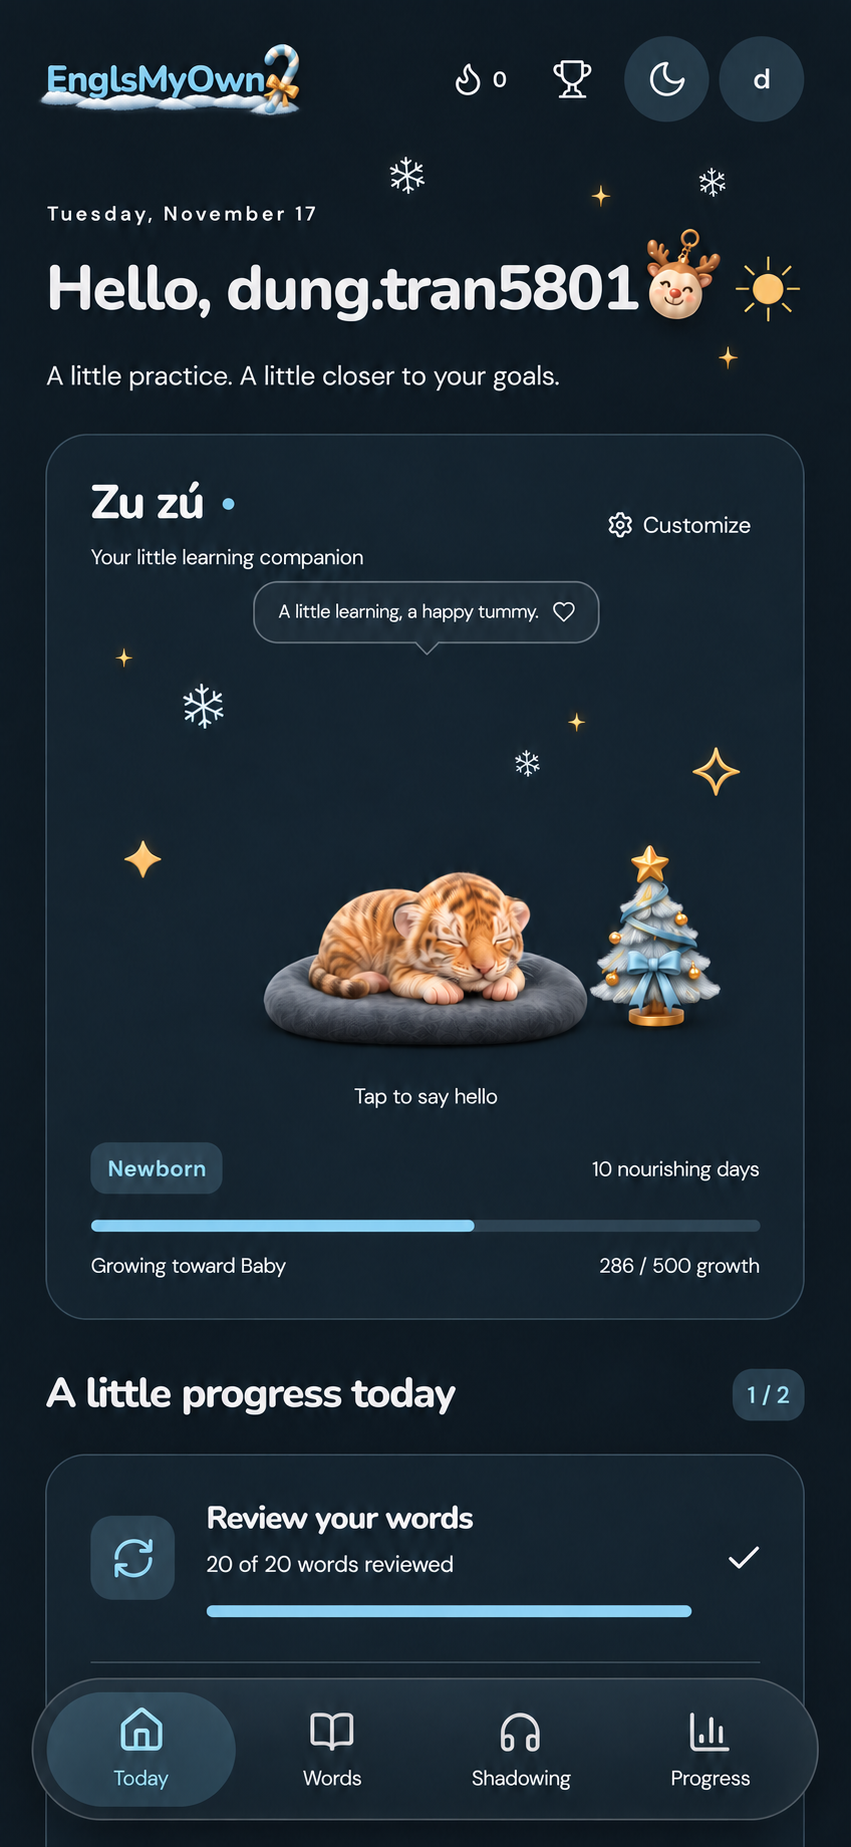 EnglsMyOwn
0
d
Tuesday, November 17
Hello, dung.tran5801
A little practice. A little closer to your goals.
Zu zú
Customize
Your little learning companion
A little learning, a happy tummy.
Tap to say hello
Newborn
10 nourishing days
Growing toward Baby
286 / 500 growth
A little progress today
1 / 2
Review your words
20 of 20 words reviewed
Today
Words
Shadowing
Progress